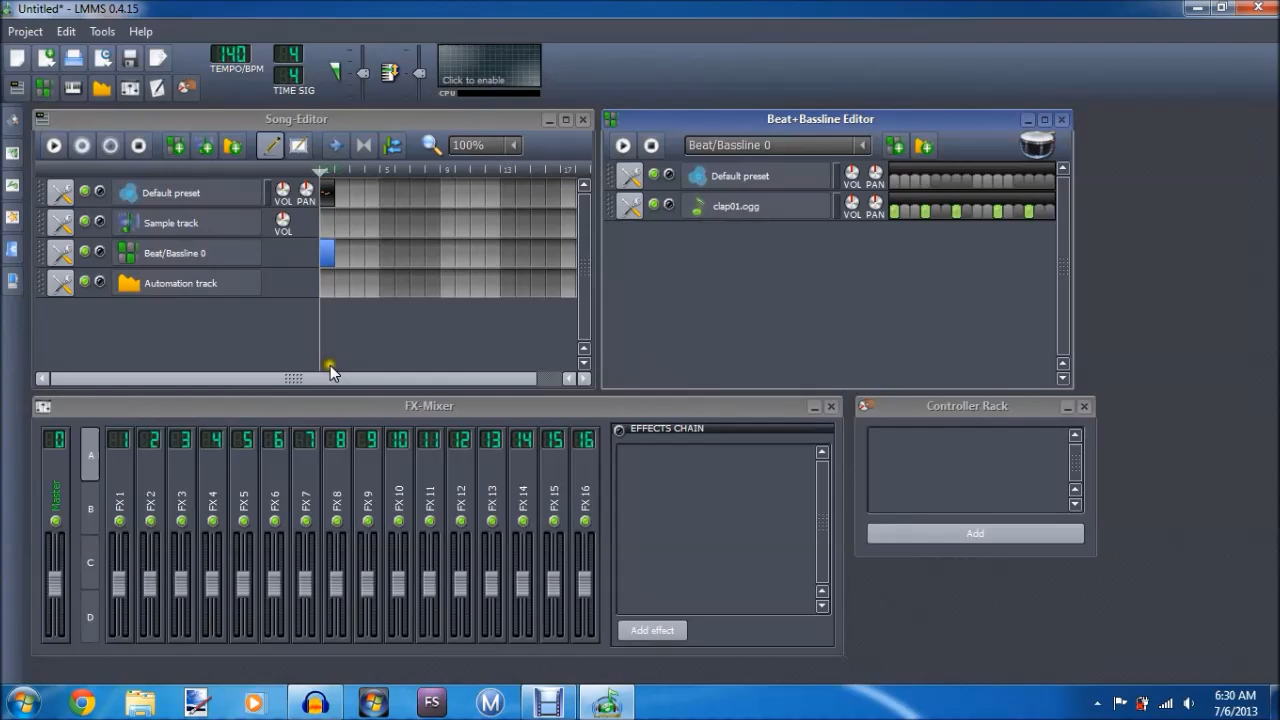 Untitled* - LMMS 0.4.15
Project Edit Tools Help
140
TEMPO/BPM
4
4
TIME SIG
Click to enable
CPU
Song-Editor
100%
1 5 9 13 17
Default preset
VOL PAN
Sample track
VOL
Beat/Bassline 0
Automation track
Beat+Bassline Editor
Beat/Bassline 0
Default preset
VOL PAN
clap01.ogg
VOL PAN
FX-Mixer
0 1 2 3 4 5 6 7 8 9 10 11 12 13 14 15 16
Master FX 1 FX 2 FX 3 FX 4 FX 5 FX 6 FX 7 FX 8 FX 9 FX 10 FX 11 FX 12 FX 13 FX 14 FX 15 FX 16
A
B
C
D
EFFECTS CHAIN
Add effect
Controller Rack
Add
FS
M
6:30 AM
7/6/2013